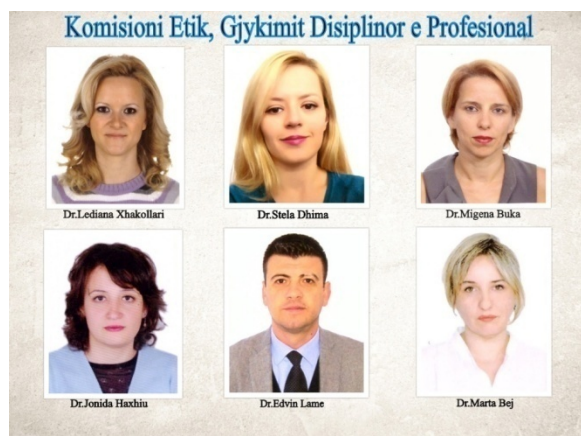 Komisioni Etik, Gjykimit Disiplinor e Profesional
Dr.Lediana Xhakollari
Dr.Stela Dhima
Dr.Migena Buka
Dr.Jonida Haxhiu
Dr.Edvin Lame
Dr.Marta Bej